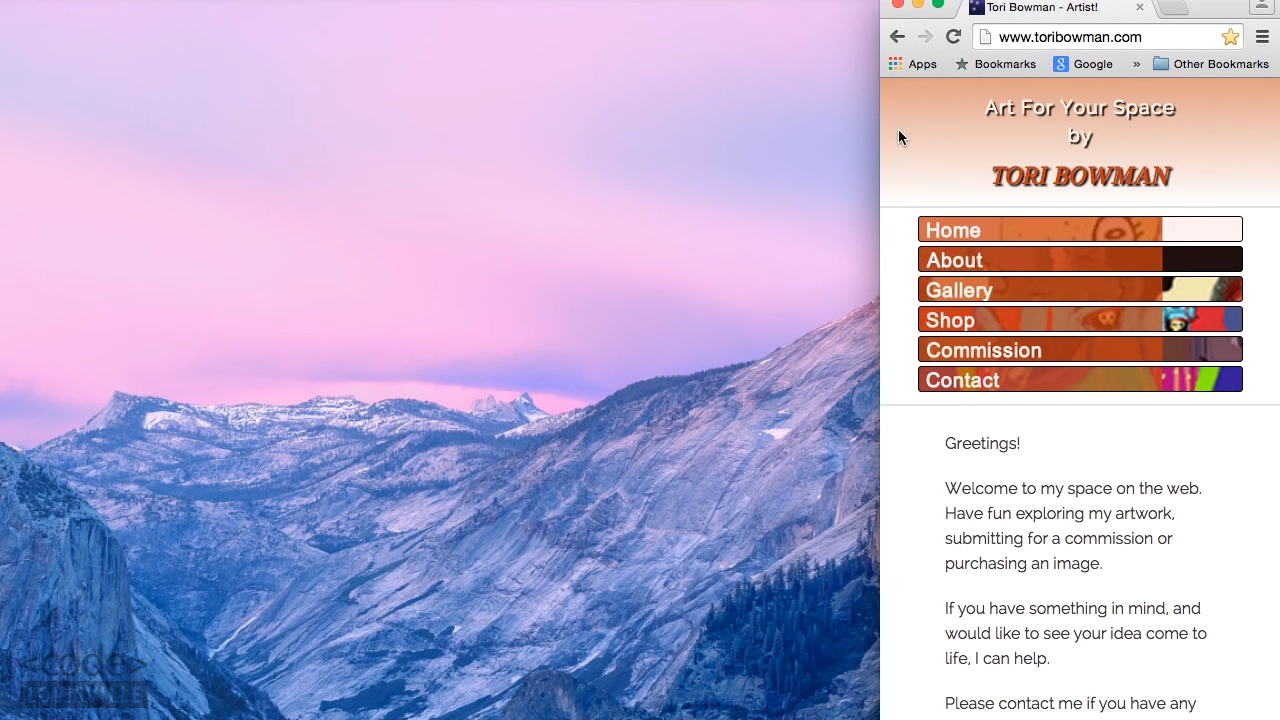 Tori Bowman - Artist!
www.toribowman.com
Apps
Bookmarks
Google
»
Other Bookmarks
Art For Your Space
by
TORI BOWMAN
Home
About
Gallery
Shop
Commission
Contact
Greetings!
Welcome to my space on the web.
Have fun exploring my artwork,
submitting for a commission or
purchasing an image.
If you have something in mind, and
would like to see your idea come to
life, I can help.
Please contact me if you have any
<code>
LOUISVILLE